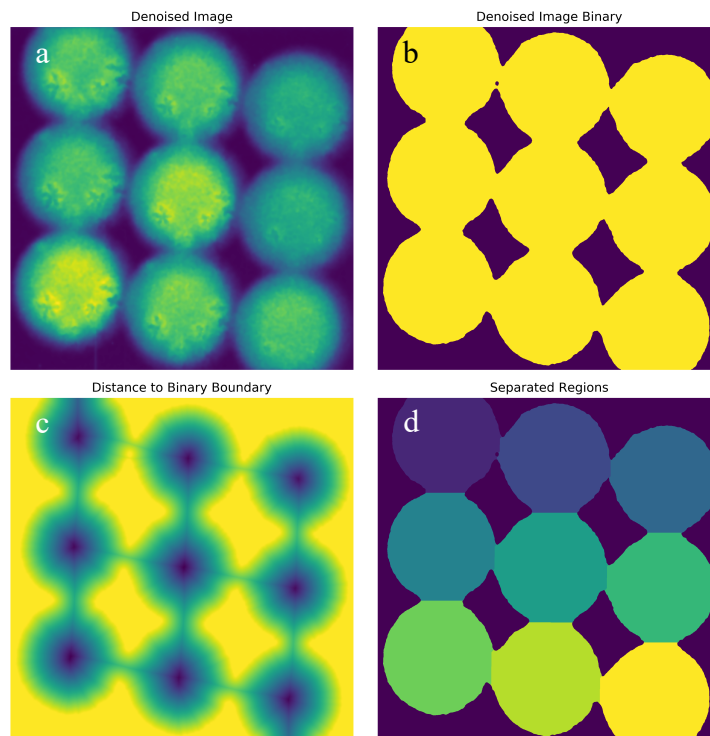 Denoised Image
Denoised Image Binary
a
b
Distance to Binary Boundary
Separated Regions
c
d